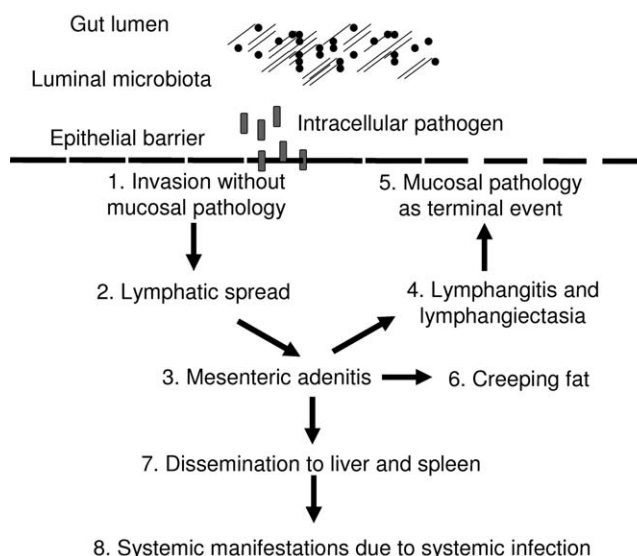 Gut lumen
Luminal microbiota
Intracellular pathogen
Epithelial barrier
1. Invasion without
mucosal pathology
5. Mucosal pathology
as terminal event
2. Lymphatic spread
4. Lymphangitis and
lymphangiectasia
3. Mesenteric adenitis
6. Creeping fat
7. Dissemination to liver and spleen
8. Systemic manifestations due to systemic infection